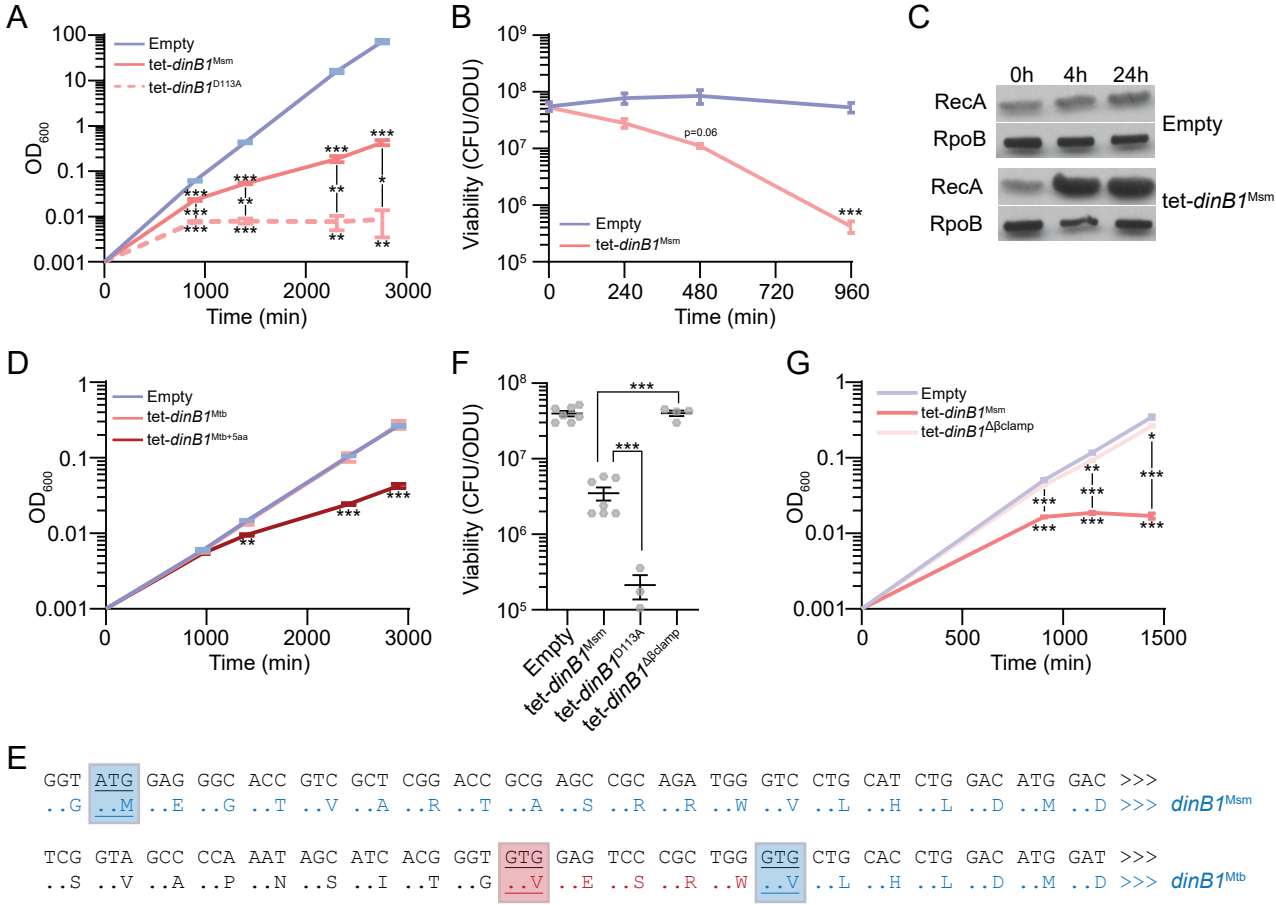 A
100
10
1
0.1
0.01
0.001
OD600
Empty
tet-dinB1Msm
tet-dinB1D113A
***
***
***
***
**
***
***
**
**
***
*
**
0
1000
2000
3000
Time (min)
B
10⁹
10⁸
10⁷
10⁶
10⁵
Viability (CFU/ODU)
p=0.06
***
Empty
tet-dinB1Msm
0
240
480
720
960
Time (min)
C
0h 4h 24h
RecA
RpoB
Empty
RecA
RpoB
tet-dinB1Msm
D
1
0.1
0.01
0.001
OD600
Empty
tet-dinB1Mtb
tet-dinB1Mtb+5aa
**
***
***
0
1000
2000
3000
Time (min)
F
10⁸
10⁷
10⁶
10⁵
Viability (CFU/ODU)
***
***
Empty
tet-dinB1Msm
tet-dinB1D113A
tet-dinB1Δβclamp
G
1
0.1
0.01
0.001
OD600
Empty
tet-dinB1Msm
tet-dinB1Δβclamp
***
***
**
***
***
*
***
***
0
500
1000
1500
Time (min)
E
GGT ATG GAG GGC ACC GTC GCT CGG ACC GCG AGC CGC AGA TGG GTC CTG CAT CTG GAC ATG GAC >>>
..G ..M ..E ..G ..T ..V ..A ..R ..T ..A ..S ..R ..R ..W ..V ..L ..H ..L ..D ..M ..D >>> dinB1Msm
TCG GTA GCC CCA AAT AGC ATC ACG GGT GTG GAG TCC CGC TGG GTG CTG CAC CTG GAC ATG GAT >>>
..S ..V ..A ..P ..N ..S ..I ..T ..G ..V ..E ..S ..R ..W ..V ..L ..H ..L ..D ..M ..D >>> dinB1Mtb